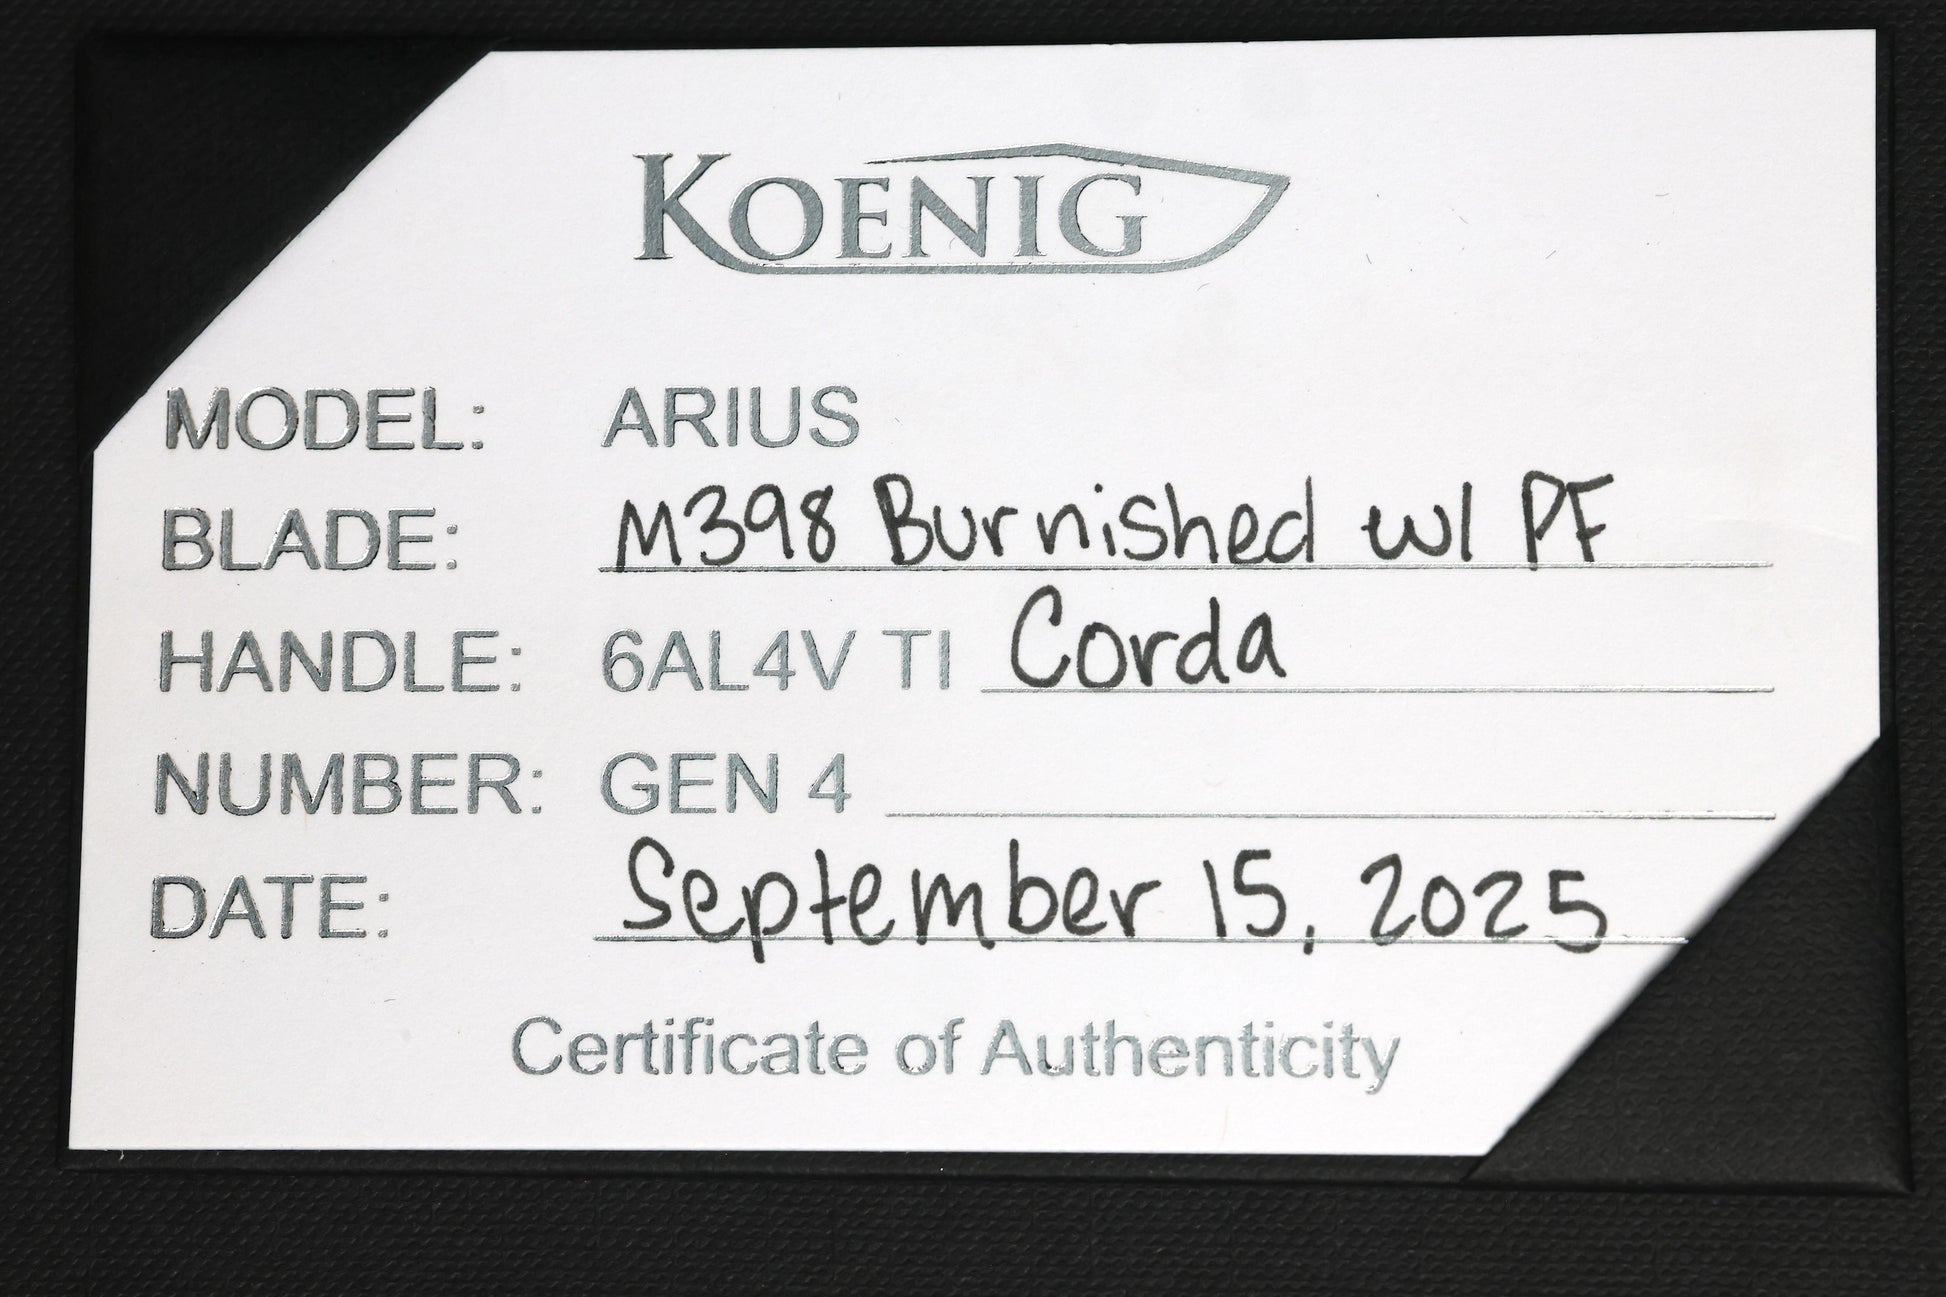 KOENIG
MODEL: ARIUS
BLADE: M398 Burnished w/ PF
HANDLE: 6AL4V TI Corda
NUMBER: GEN 4
DATE: September 15, 2025
Certificate of Authenticity